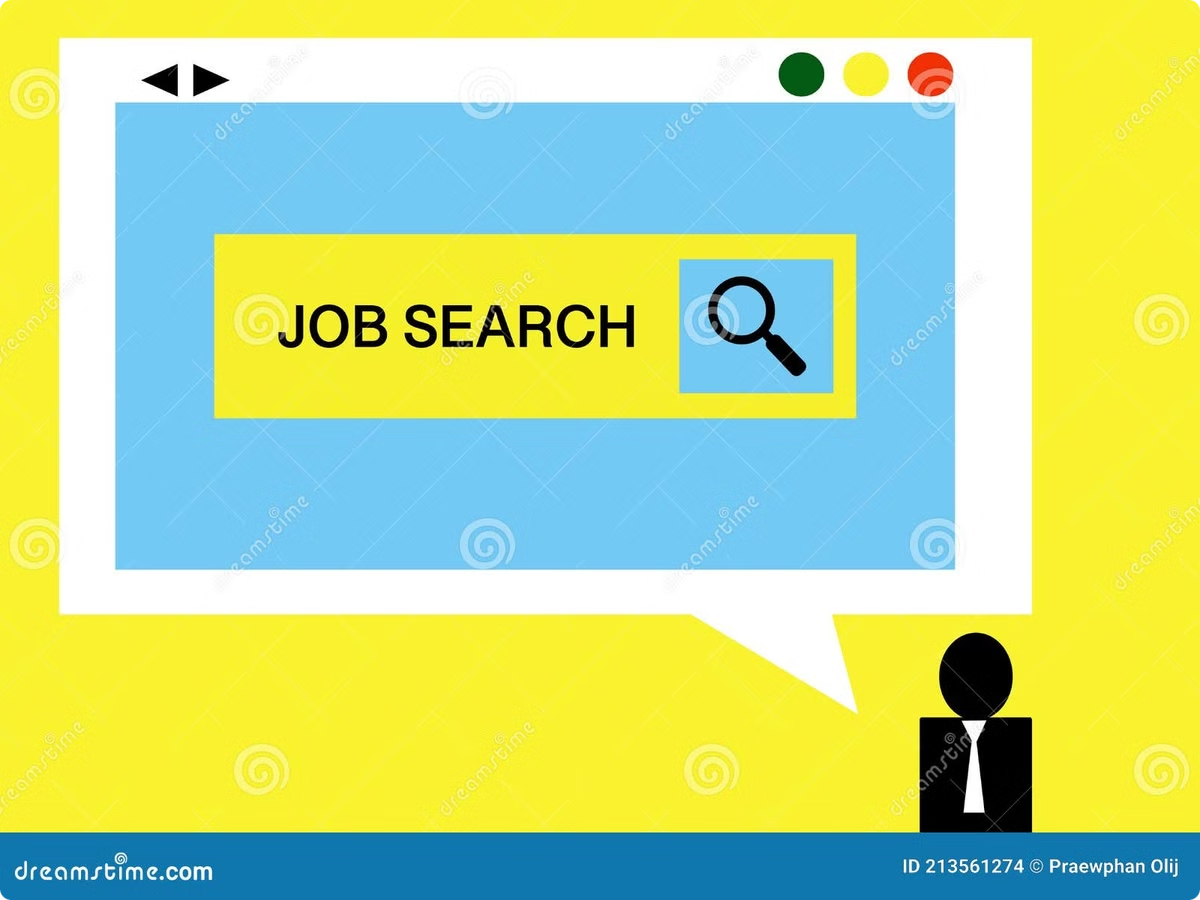 JOB SEARCH
dreamstime.com
ID 213561274 © Praewphan Olij